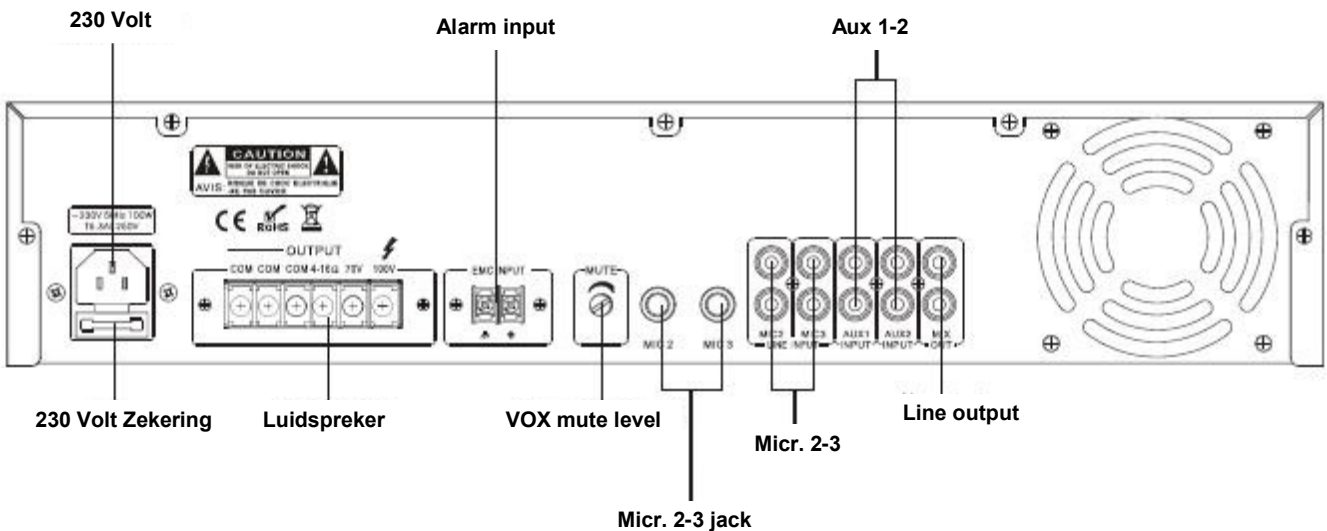 230 Volt
Alarm input
Aux 1-2
CAUTION
RISK OF ELECTRIC SHOCK
DO NOT OPEN
AVIS:
CE RoHS
OUTPUT
COM COM COM 4-16Ω 70V 100V
EMC INPUT
MUTE
MIC 2
MIC 3
MIC2 MIC3 AUX1 AUX2 MIX
LINE INPUT INPUT INPUT OUT
230 Volt Zekering
Luidspreker
VOX mute level
Line output
Micr. 2-3
Micr. 2-3 jack